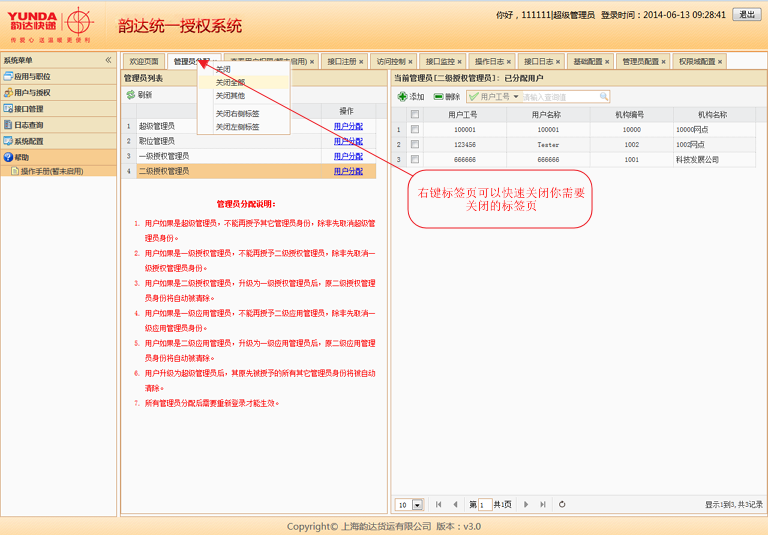 YUNDA
韵达快递
传爱心 送温暖 更便利
韵达统一授权系统
你好，111111|超级管理员 登录时间：2014-06-13 09:28:41 退出
系统菜单
应用与职位
用户与授权
接口管理
日志查询
系统配置
帮助
操作手册(暂未启用)
欢迎页面 管理员分配 (暂未启用) 接口注册 访问控制 接口监控 操作日志 接口日志 基础配置 管理员配置 权限域配置
管理员列表
刷新
操作
1 超级管理员 用户分配
2 职位管理员 用户分配
3 一级授权管理员 用户分配
4 二级授权管理员 用户分配
关闭
关闭全部
关闭其他
关闭右侧标签
关闭左侧标签
管理员分配说明：
1. 用户如果是超级管理员，不能再授予其它管理员身份，除非先取消超级管
理员身份。
2. 用户如果是一级授权管理员，不能再授予二级授权管理员，除非先取消一
级授权管理员身份。
3. 用户如果是二级授权管理员，升级为一级授权管理员后，原二级授权管理
员身份将自动被清除。
4. 用户如果是一级应用管理员，不能再授予二级应用管理员，除非先取消一
级应用管理员身份。
5. 用户如果是二级应用管理员，升级为一级应用管理员后，原二级应用管理
员身份将自动被清除。
6. 用户升级为超级管理员后，其原先被授予的所有其它管理员身份将被自动
清除。
7. 所有管理员分配后需要重新登录才能生效。
当前管理员[二级授权管理员]：已分配用户
添加 删除 用户工号 请输入查询值
用户工号 用户名称 机构编号 机构名称
1 100001 100001 10000 10000网点
2 123456 Tester 1002 1002网点
3 666666 666666 1001 科技发展公司
右键标签页可以快速关闭你需要
关闭的标签页
10 第 1 共1页 显示1到3,共3记录
Copyright© 上海韵达货运有限公司 版本：v3.0